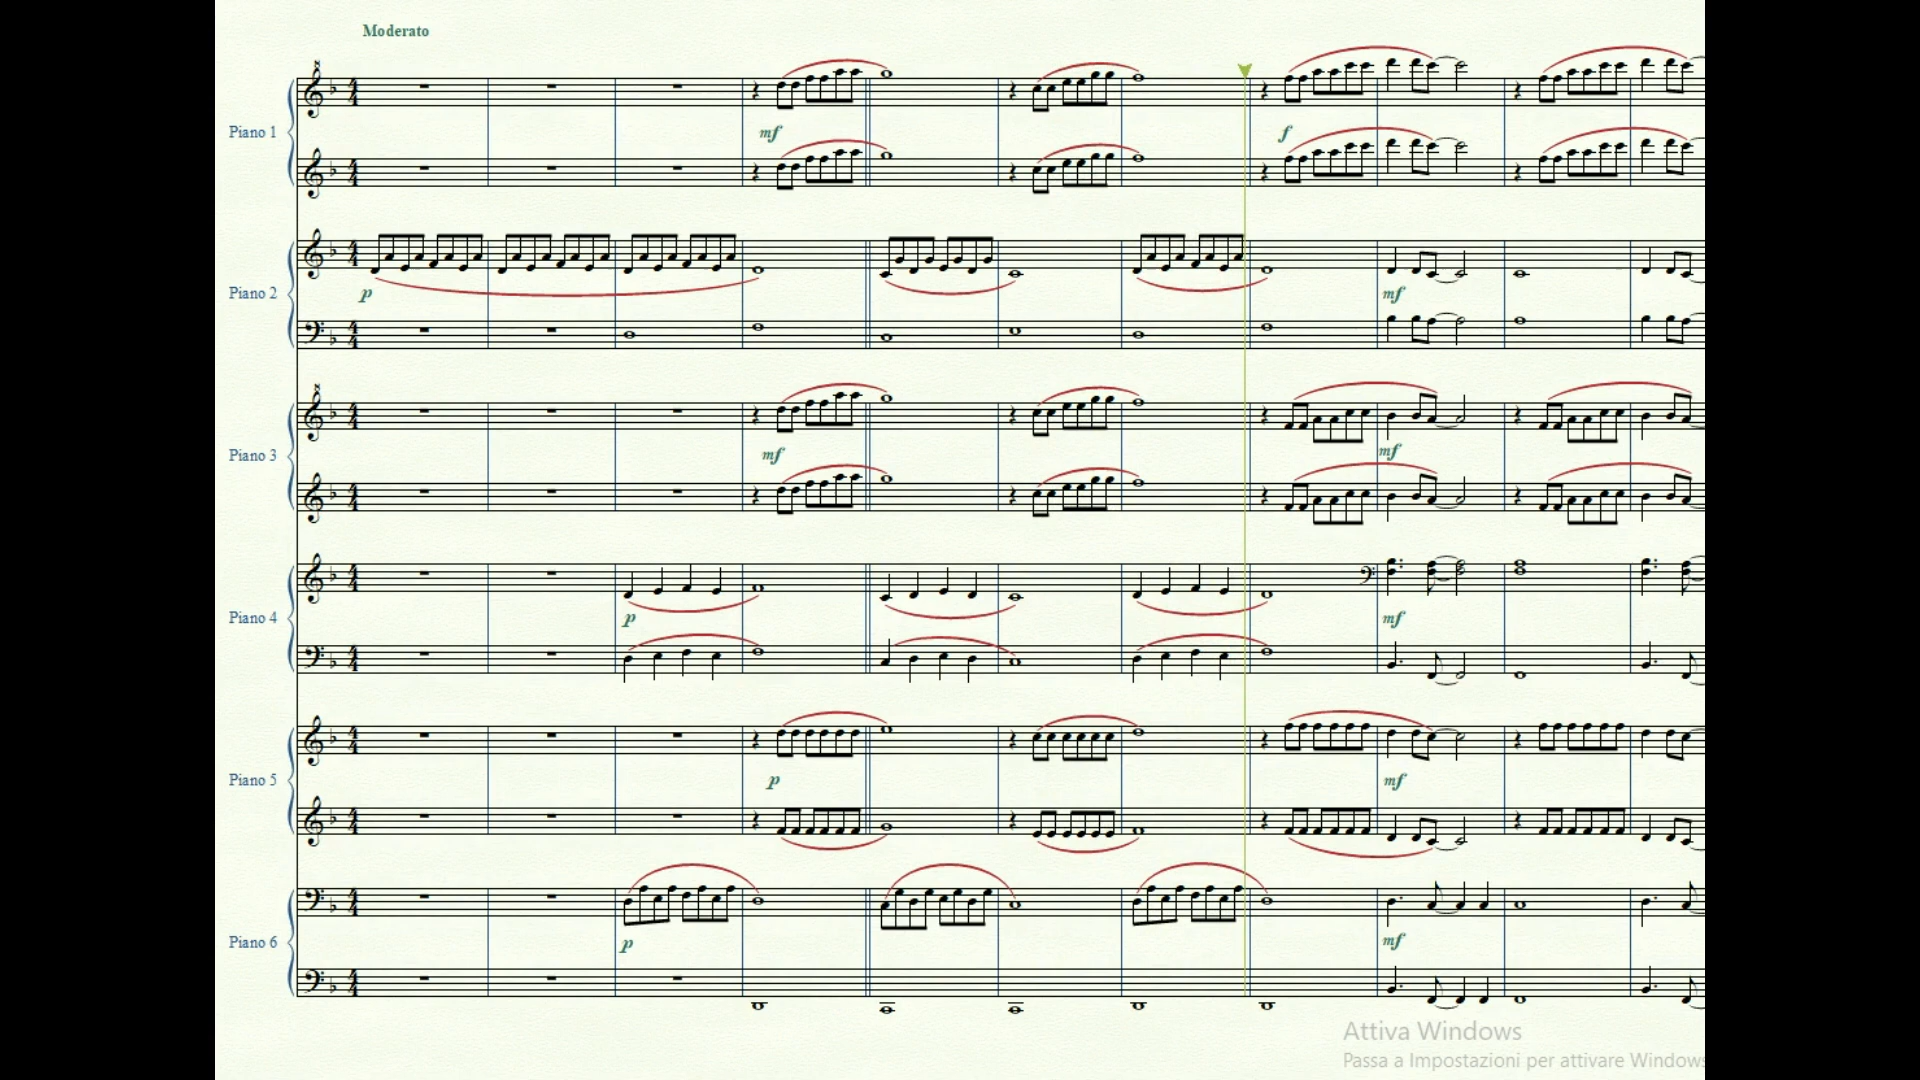 Moderato
Piano 1
mf
f
Piano 2
p
mf
Piano 3
mf
mf
Piano 4
p
mf
Piano 5
p
mf
Piano 6
p
mf
Attiva Windows
Passa a Impostazioni per attivare Windows